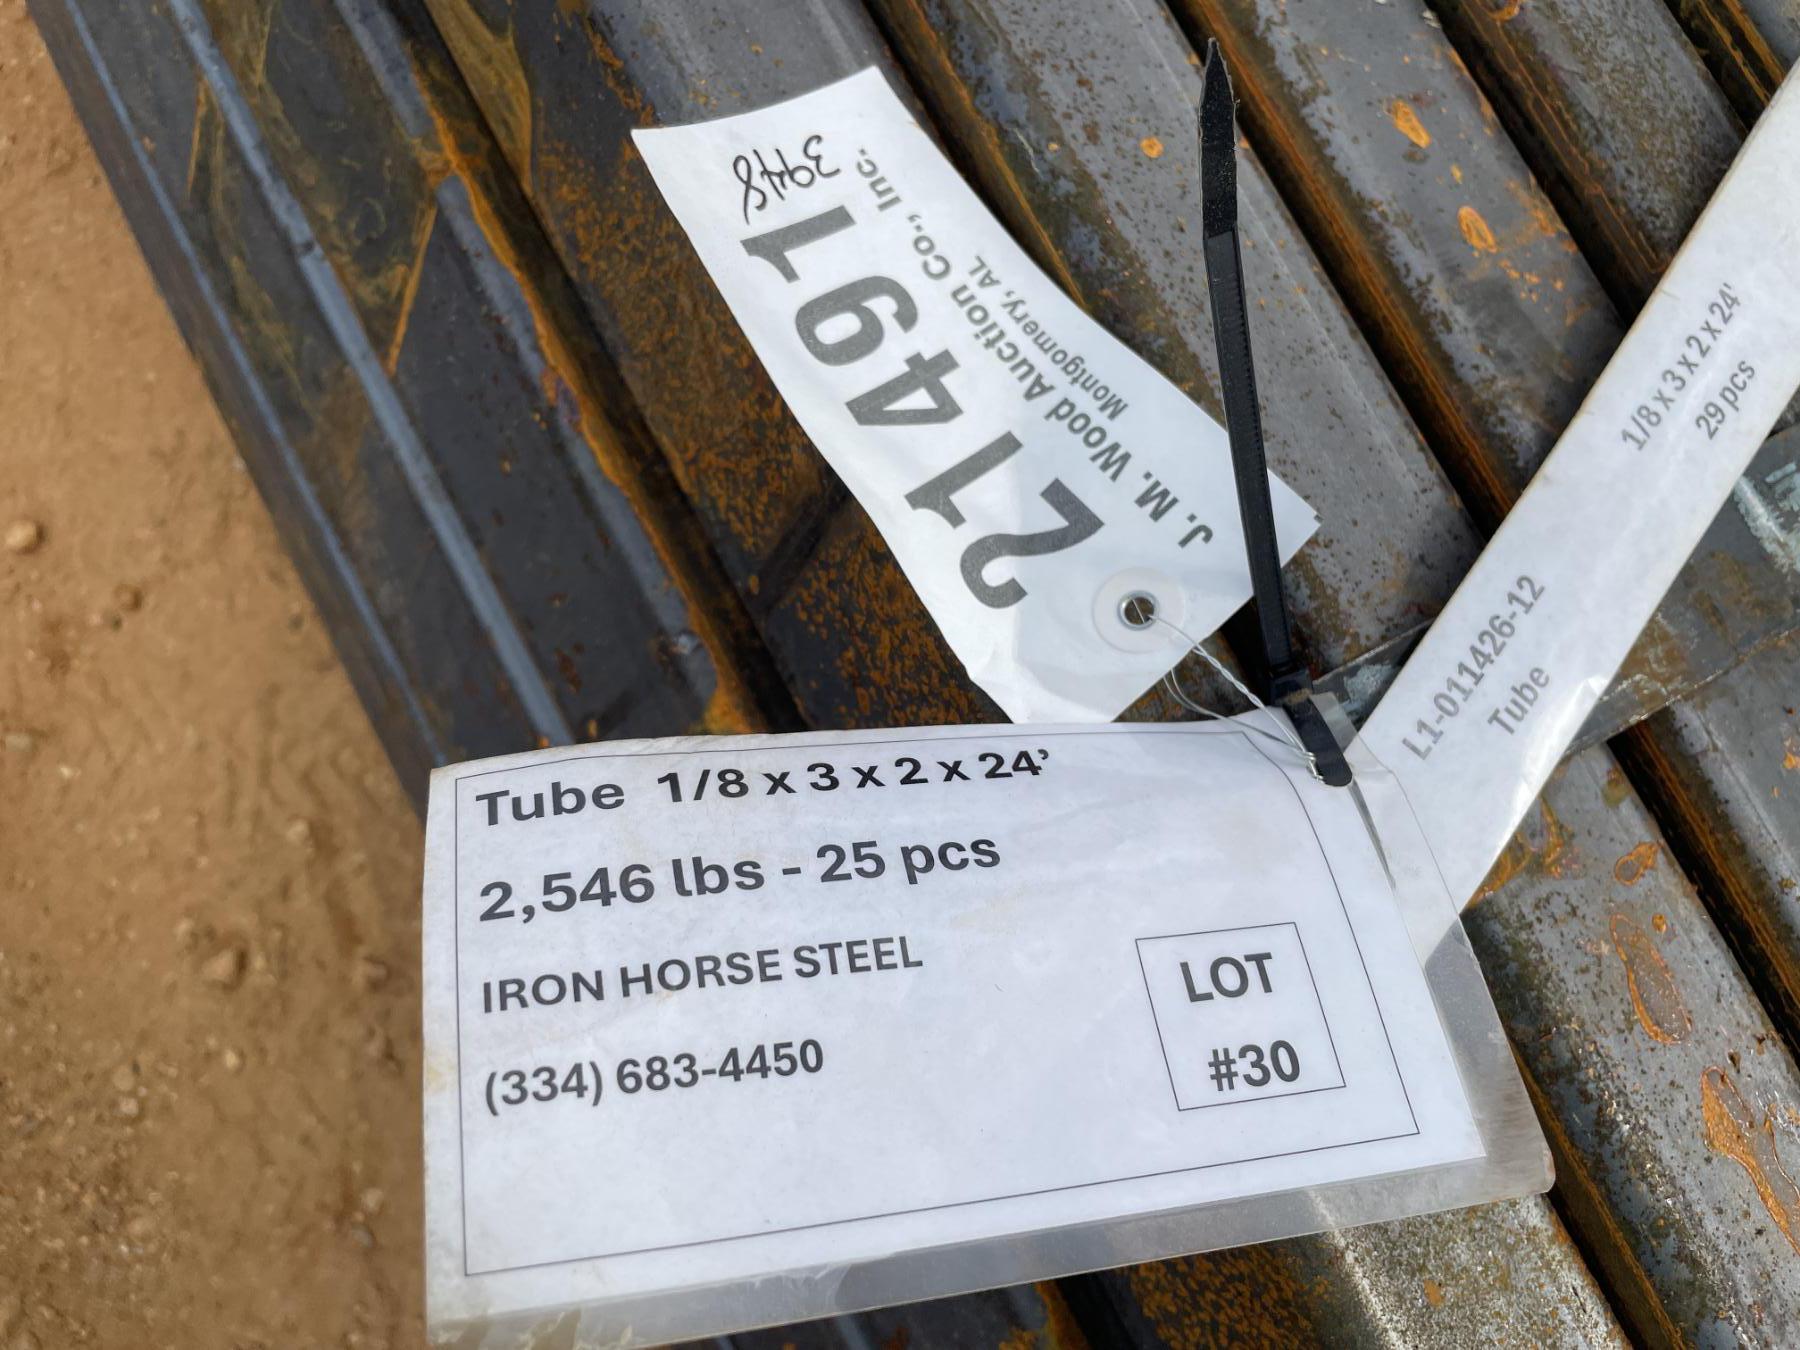 3948
21491
J. M. Wood Auction Co., Inc.
Montgomery, AL
1/8 x 3 x 2 x 24'
29 pcs
L1-011426-12
Tube
Tube 1/8 x 3 x 2 x 24’
2,546 lbs - 25 pcs
IRON HORSE STEEL
(334) 683-4450
LOT
#30